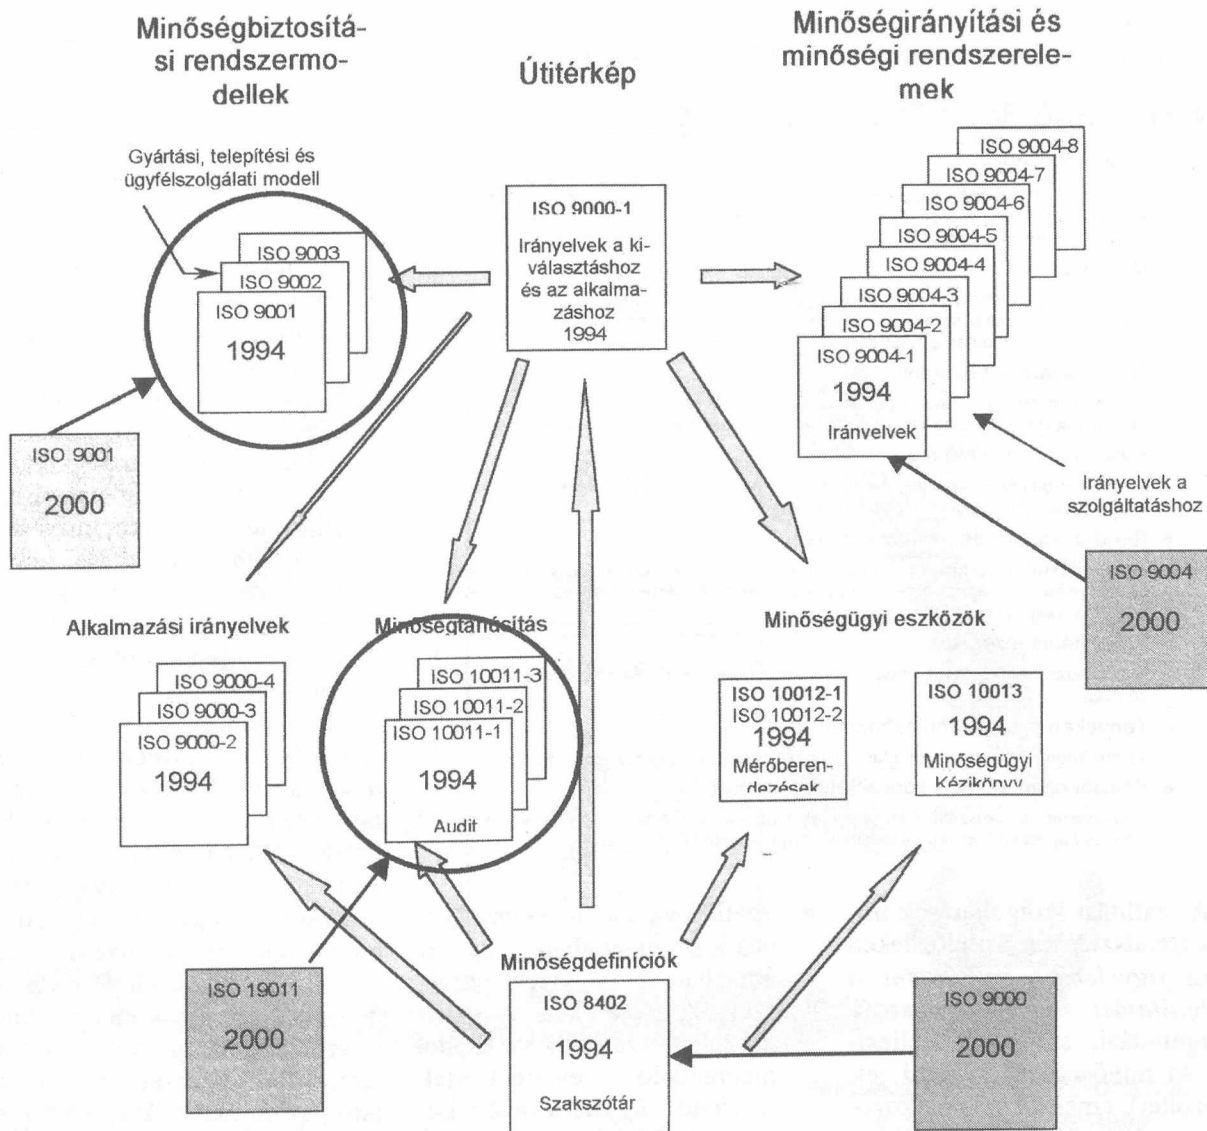 Minőségbiztosítá-
si rendszermo-
dellek
Útitérkép
Minőségirányítási és
minőségi rendszerele-
mek
Gyártási, telepítési és
ügyfélszolgálati modell
ISO 9003
ISO 9002
ISO 9001
1994
ISO 9000-1
Irányelvek a ki-
választáshoz
és az alkalma-
záshoz
1994
ISO 9004-8
ISO 9004-7
ISO 9004-6
ISO 9004-5
ISO 9004-4
ISO 9004-3
ISO 9004-2
ISO 9004-1
1994
Iránvelvek
ISO 9001
2000
Irányelvek a
szolgáltatáshoz
ISO 9004
2000
Alkalmazási irányelvek
Minőségtanúsítás
Minőségügyi eszközök
ISO 9000-4
ISO 9000-3
ISO 9000-2
1994
ISO 10011-3
ISO 10011-2
ISO 10011-1
1994
Audit
ISO 10012-1
ISO 10012-2
1994
Mérőberen-
dezések
ISO 10013
1994
Minőségügyi
Kézikönyv
ISO 19011
2000
Minőségdefiníciók
ISO 8402
1994
Szakszótár
ISO 9000
2000